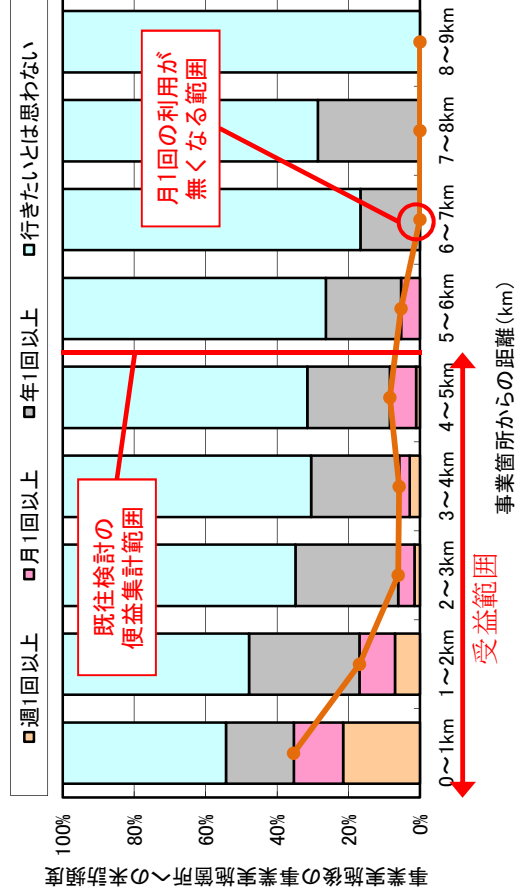 □週1回以上 □月1回以上 □年1回以上 □行きたいとは思わない
事業実施後の事業実施箇所への来訪頻度
100%
80%
60%
40%
20%
0%
既往検討の
便益集計範囲
月1回の利用が
無くなる範囲
0～1km 1～2km 2～3km 3～4km 4～5km 5～6km 6～7km 7～8km 8～9km
事業箇所からの距離(km)
受益範囲